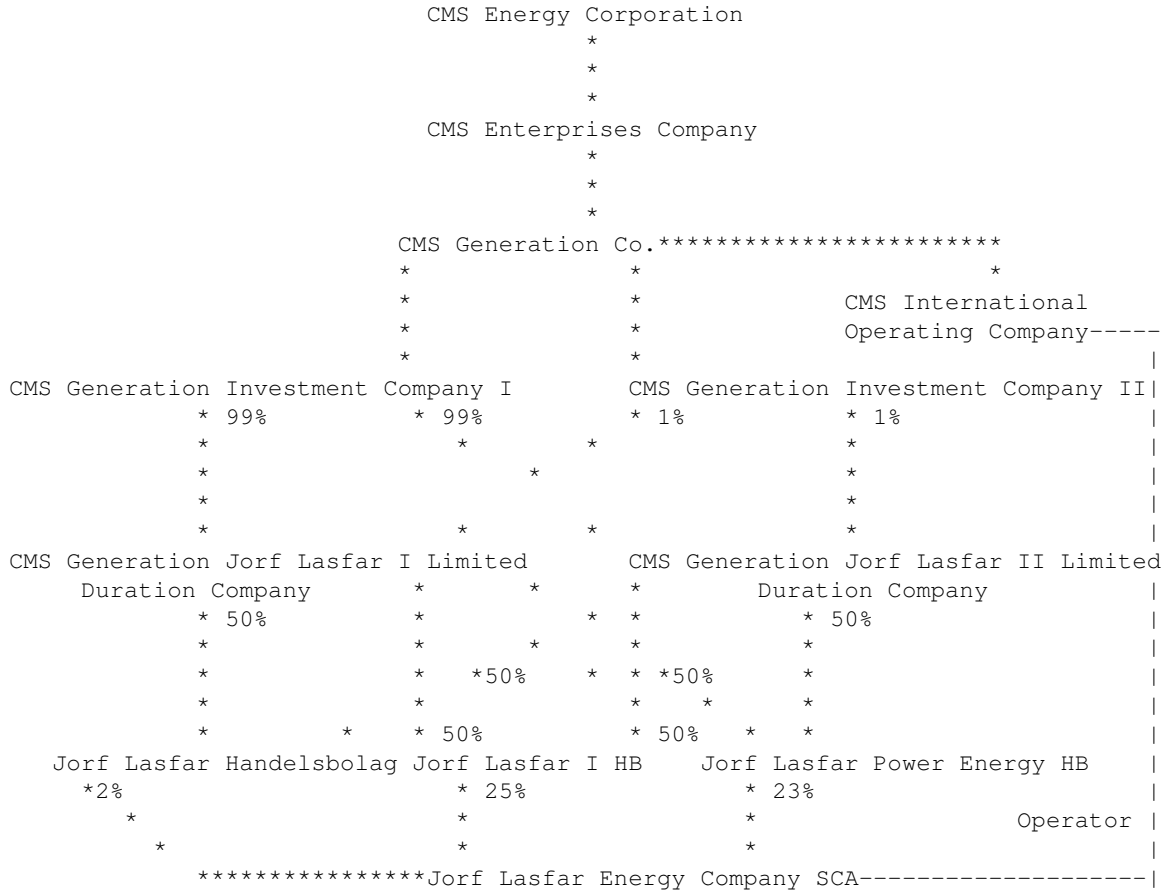 CMS Energy Corporation
*
*
*
CMS Enterprises Company
*
*
*
CMS Generation Co.************************
* * *
* * CMS International
* * Operating Company-----
* * |
CMS Generation Investment Company I CMS Generation Investment Company II|
* 99% * 99% * 1% * 1% |
* * * * |
* * * |
* * |
* * * * |
CMS Generation Jorf Lasfar I Limited CMS Generation Jorf Lasfar II Limited
Duration Company * * * Duration Company |
* 50% * * * * 50% |
* * * * * |
* * *50% * * *50% * |
* * * * * |
* * * 50% * 50% * * |
Jorf Lasfar Handelsbolag Jorf Lasfar I HB Jorf Lasfar Power Energy HB |
*2% * 25% * 23% |
* * * Operator |
* * * |
****************Jorf Lasfar Energy Company SCA--------------------|